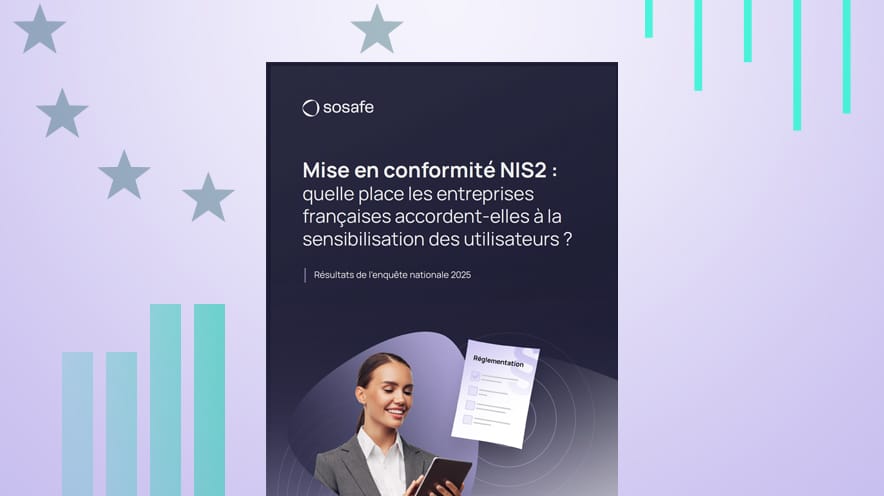 sosafe
Mise en conformité NIS2 :
quelle place les entreprises
françaises accordent-elles à la
sensibilisation des utilisateurs ?
Résultats de l'enquête nationale 2025
Réglementation